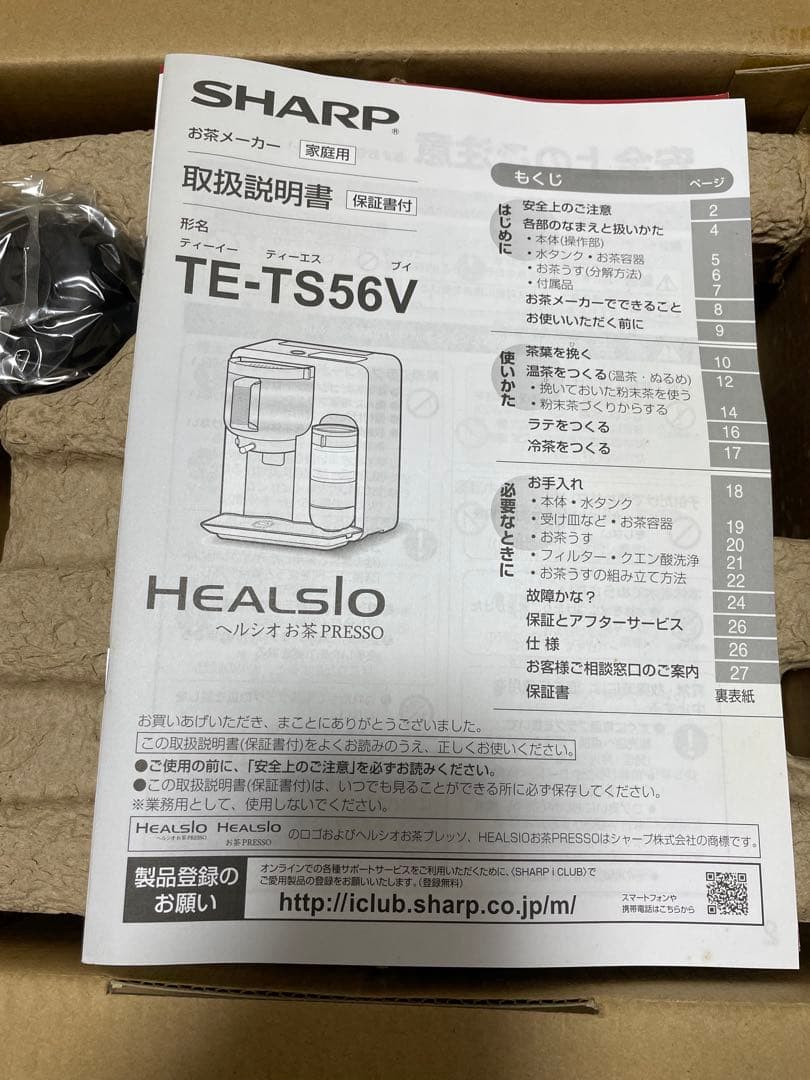 SHARP®
お茶メーカー 家庭用
取扱説明書 保証書付
形名
ティーイー ティーエス ブイ
TE-TS56V
HEALSIO
ヘルシオお茶PRESSO
もくじ ページ
はじめに
安全上のご注意 2
各部のなまえと扱いかた 4
・本体(操作部)
・水タンク・お茶容器 5
・お茶うす(分解方法) 6
・付属品 7
お茶メーカーでできること 8
お使いいただく前に 9
使いかた
茶葉を挽く 10
温茶をつくる(温茶・ぬるめ) 12
・挽いておいた粉末茶を使う
・粉末茶づくりからする 14
ラテをつくる 16
冷茶をつくる 17
必要なときに
お手入れ 18
・本体・水タンク
・受け皿など・お茶容器 19
・お茶うす 20
・フィルター・クエン酸洗浄 21
・お茶うすの組み立て方法 22
故障かな? 24
保証とアフターサービス 26
仕様 26
お客様ご相談窓口のご案内 27
保証書 裏表紙
お買いあげいただき、まことにありがとうございました。
この取扱説明書(保証書付)をよくお読みのうえ、正しくお使いください。
●ご使用の前に、「安全上のご注意」を必ずお読みください。
●この取扱説明書(保証書付)は、いつでも見ることができる所に必ず保存してください。
※業務用として、使用しないでください。
HEALSIO ヘルシオお茶PRESSO HEALSIO お茶PRESSO のロゴおよびヘルシオお茶プレッソ、HEALSIOお茶PRESSOはシャープ株式会社の商標です。
製品登録のお願い
オンラインでの各種サポートサービスをご利用いただくために、〈SHARP i CLUB〉で
ご愛用品の登録をお願いいたします。(登録無料)
http://iclub.sharp.co.jp/m/
スマートフォンや
携帯電話はこちらから